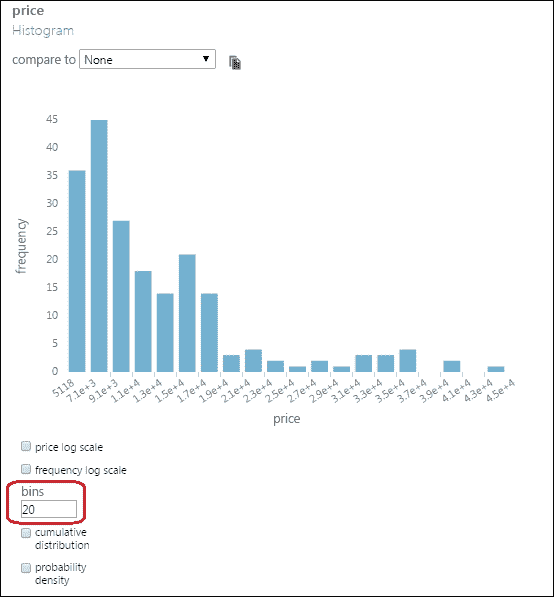 price
Histogram
compare to None
45
40
35
30
25
20
15
10
5
0
frequency
5118 7.1e+3 9.1e+3 1.1e+4 1.3e+4 1.5e+4 1.7e+4 1.9e+4 2.1e+4 2.3e+4 2.5e+4 2.7e+4 2.9e+4 3.1e+4 3.3e+4 3.5e+4 3.7e+4 3.9e+4 4.1e+4 4.3e+4 4.5e+4
price
price log scale
frequency log scale
bins
20
cumulative
distribution
probability
density